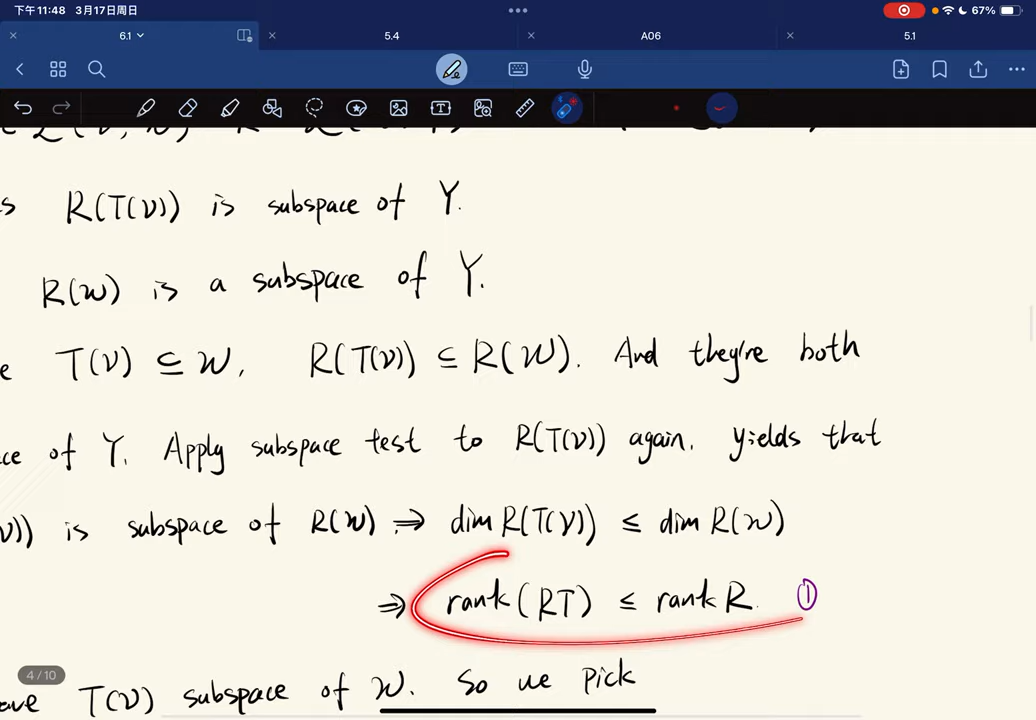 下午11:48 3月17日周日
67%
6.1
5.4
A06
5.1
R(T(V)) is subspace of Y.
R(W) is a subspace of Y.
T(V) ⊆ W, R(T(V)) ⊆ R(W). And they're both
of Y. Apply subspace test to R(T(V)) again, yields that
is subspace of R(W) ⇒ dim R(T(V)) ≤ dim R(W)
⇒ rank(RT) ≤ rank R. ①
4/10
T(V) subspace of W. So we pick